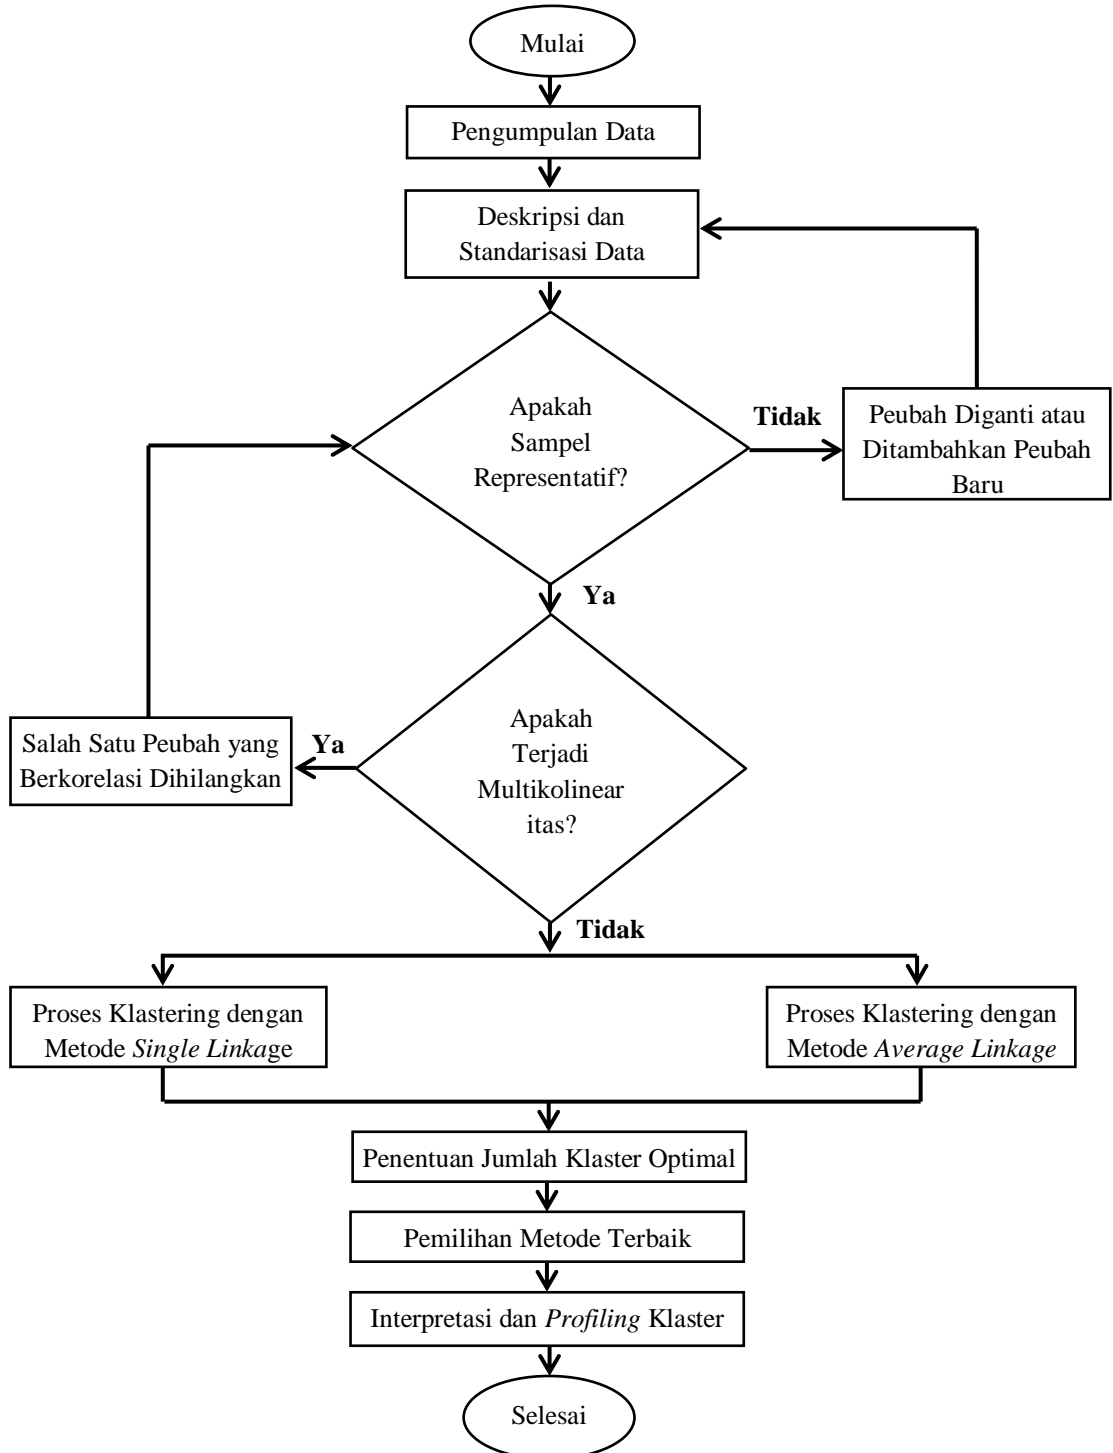 Mulai
Pengumpulan Data
Deskripsi dan
Standarisasi Data
Apakah
Sampel
Representatif?
Tidak
Peubah Diganti atau
Ditambahkan Peubah
Baru
Ya
Apakah
Terjadi
Multikolinear
itas?
Ya
Salah Satu Peubah yang
Berkorelasi Dihilangkan
Tidak
Proses Klastering dengan
Metode Single Linkage
Proses Klastering dengan
Metode Average Linkage
Penentuan Jumlah Klaster Optimal
Pemilihan Metode Terbaik
Interpretasi dan Profiling Klaster
Selesai